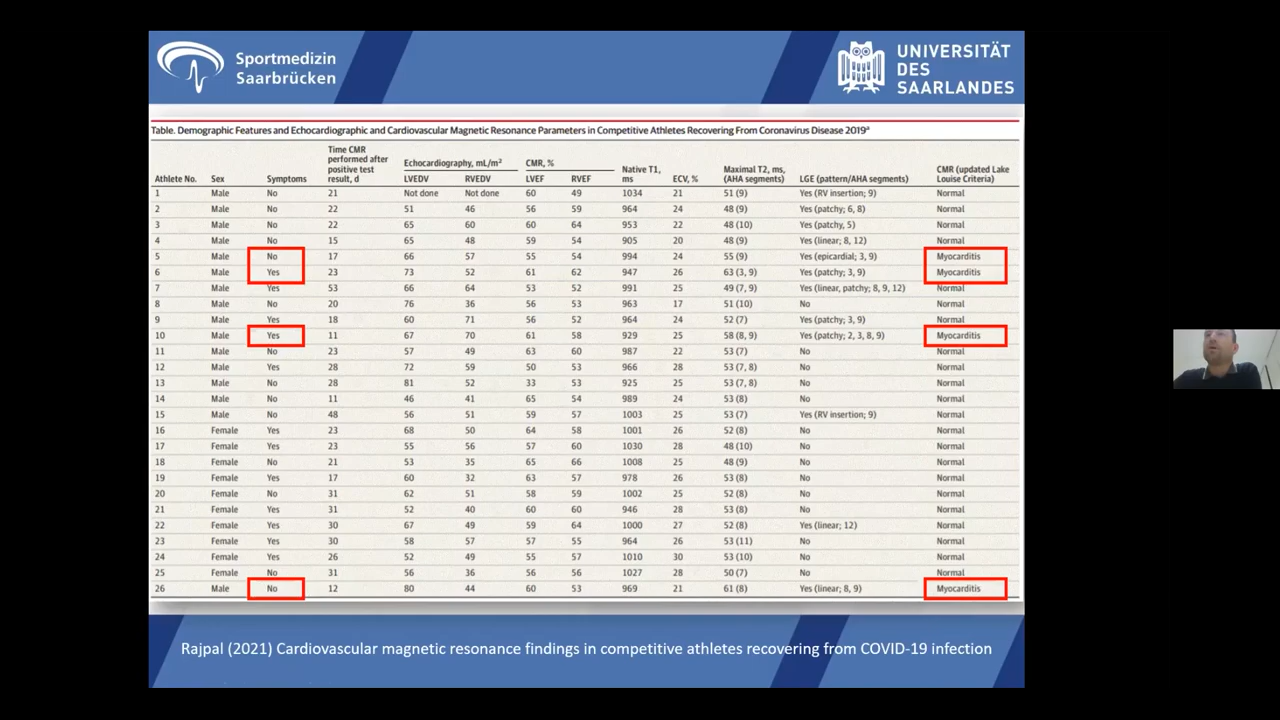 Sportmedizin
Saarbrücken
UNIVERSITÄT
DES
SAARLANDES
Table. Demographic Features and Echocardiographic and Cardiovascular Magnetic Resonance Parameters in Competitive Athletes Recovering From Coronavirus Disease 2019a
Athlete No. Sex Symptoms Time CMR performed after positive test result, d Echocardiography, mL/m² LVEDV RVEDV CMR, % LVEF RVEF Native T1, ms ECV, % Maximal T2, ms, (AHA segments) LGE (pattern/AHA segments) CMR (updated Lake Louise Criteria)
1 Male No 21 Not done Not done 60 49 1034 21 51 (9) Yes (RV insertion; 9) Normal
2 Male No 22 51 46 56 59 964 24 48 (9) Yes (patchy; 6, 8) Normal
3 Male No 22 65 60 60 64 953 22 48 (10) Yes (patchy, 5) Normal
4 Male No 15 65 48 59 54 905 20 48 (9) Yes (linear; 8, 12) Normal
5 Male No 17 66 57 55 54 994 24 55 (9) Yes (epicardial; 3, 9) Myocarditis
6 Male Yes 23 73 52 61 62 947 26 63 (3, 9) Yes (patchy; 3, 9) Myocarditis
7 Male Yes 53 66 64 53 52 991 25 49 (7, 9) Yes (linear, patchy; 8, 9, 12) Normal
8 Male No 20 76 36 56 53 963 17 51 (10) No Normal
9 Male Yes 18 60 71 56 52 964 24 52 (7) Yes (patchy; 3, 9) Normal
10 Male Yes 11 67 70 61 58 929 25 58 (8, 9) Yes (patchy; 2, 3, 8, 9) Myocarditis
11 Male No 23 57 49 63 60 987 22 53 (7) No Normal
12 Male Yes 28 72 59 50 53 966 28 53 (7, 8) No Normal
13 Male No 28 81 52 33 53 925 25 53 (7, 8) No Normal
14 Male No 11 46 41 65 54 989 24 53 (8) No Normal
15 Male No 48 56 51 59 57 1003 25 53 (7) Yes (RV insertion; 9) Normal
16 Female Yes 23 68 50 64 58 1001 26 52 (8) No Normal
17 Female Yes 23 55 56 57 60 1030 28 48 (10) No Normal
18 Female No 21 53 35 65 66 1008 25 48 (9) No Normal
19 Female Yes 17 60 32 63 57 978 26 53 (8) No Normal
20 Female No 31 62 51 58 59 1002 25 52 (8) No Normal
21 Female Yes 31 52 40 60 60 946 28 53 (8) No Normal
22 Female Yes 30 67 49 59 64 1000 27 52 (8) Yes (linear; 12) Normal
23 Female Yes 30 58 57 57 55 964 26 53 (11) No Normal
24 Female Yes 26 52 49 55 57 1010 30 53 (10) No Normal
25 Female No 31 56 36 56 56 1027 28 50 (7) No Normal
26 Male No 12 80 44 60 53 969 21 61 (8) Yes (linear; 8, 9) Myocarditis
Rajpal (2021) Cardiovascular magnetic resonance findings in competitive athletes recovering from COVID-19 infection